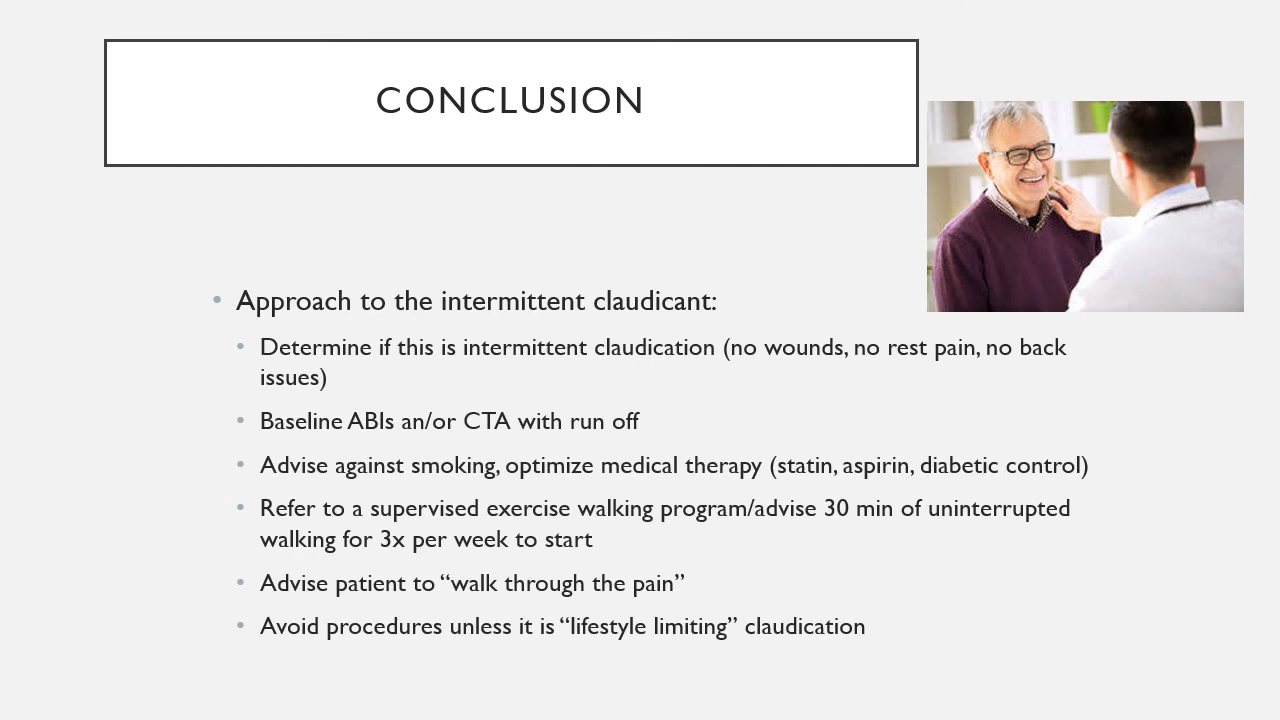 CONCLUSION
• Approach to the intermittent claudicant:
• Determine if this is intermittent claudication (no wounds, no rest pain, no back
issues)
• Baseline ABIs an/or CTA with run off
• Advise against smoking, optimize medical therapy (statin, aspirin, diabetic control)
• Refer to a supervised exercise walking program/advise 30 min of uninterrupted
walking for 3x per week to start
• Advise patient to “walk through the pain”
• Avoid procedures unless it is “lifestyle limiting” claudication